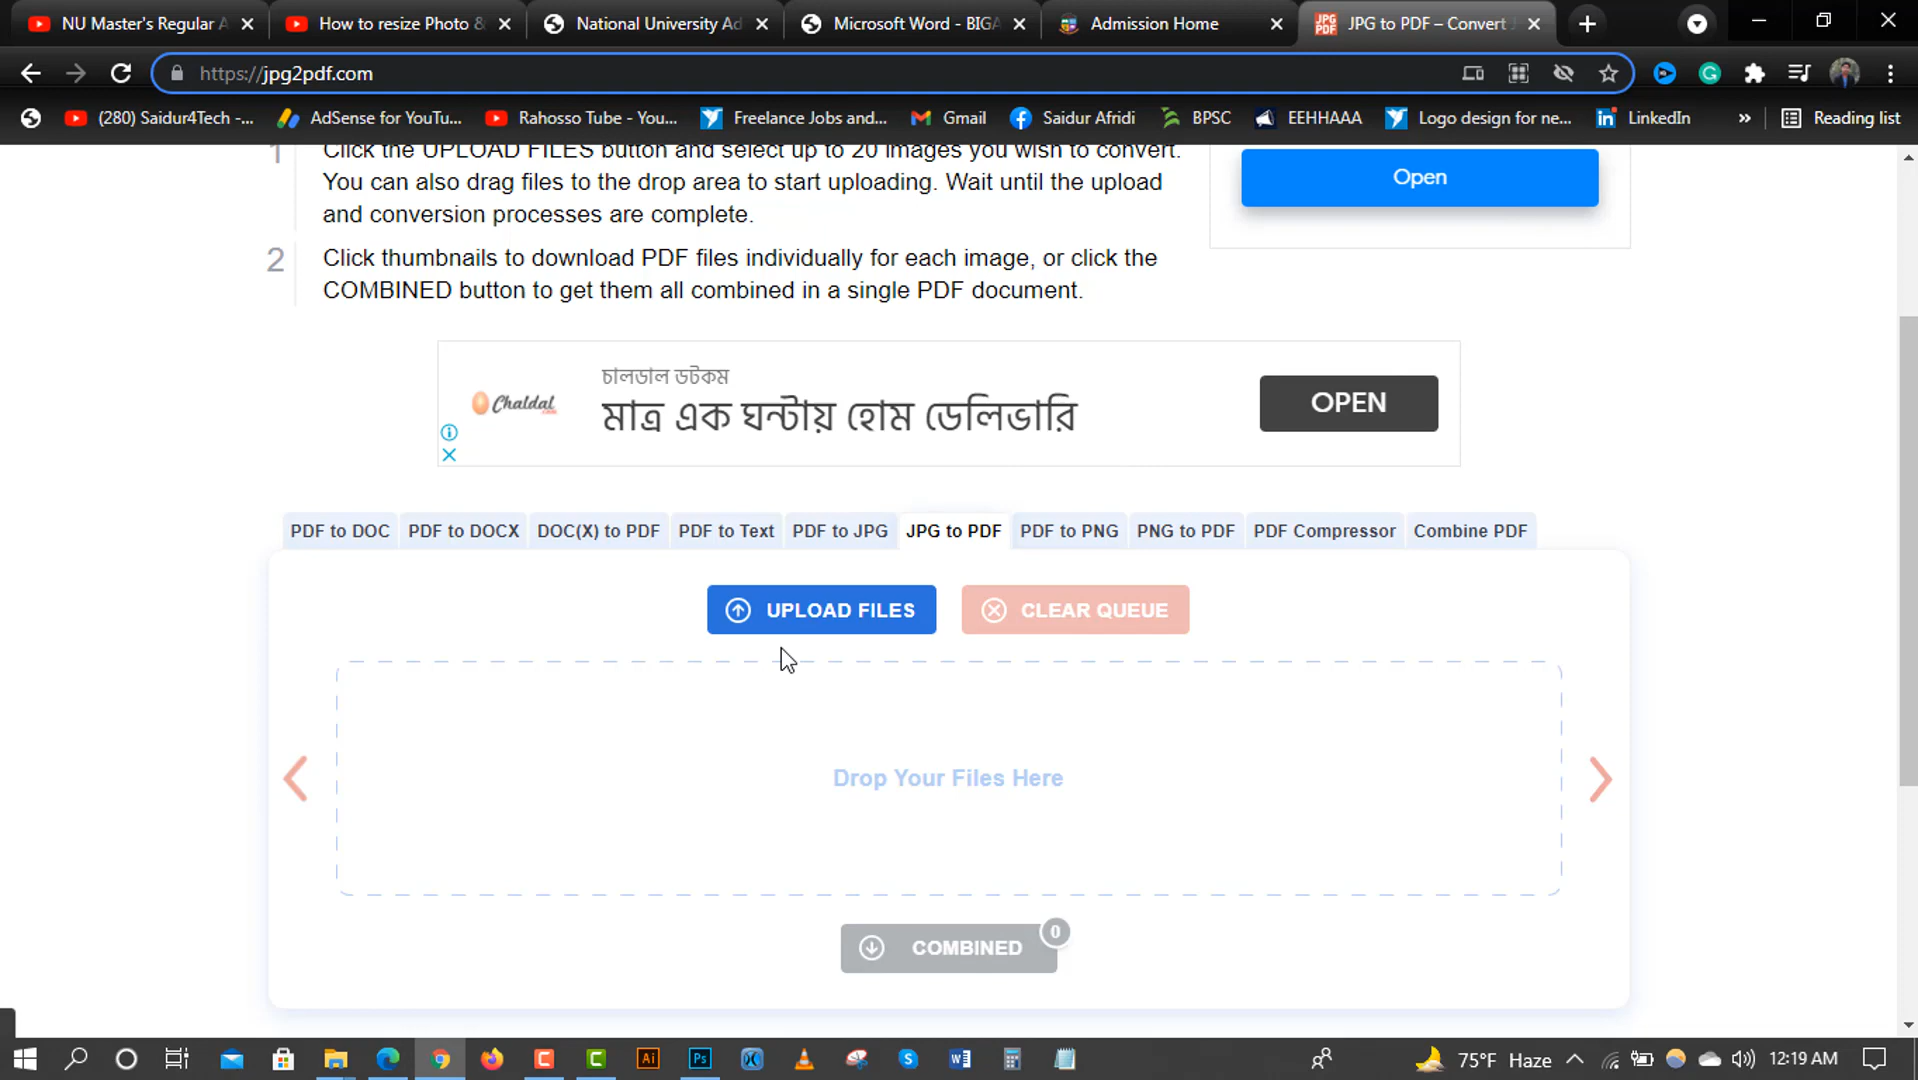 NU Master's Regular A
How to resize Photo &
National University Ad
Microsoft Word - BIGA
Admission Home
JPG to PDF – Convert J
https://jpg2pdf.com
(280) Saidur4Tech -...
AdSense for YouTu...
Rahosso Tube - You...
Freelance Jobs and...
Gmail
Saidur Afridi
BPSC
EEHHAAA
Logo design for ne...
LinkedIn
»
Reading list
1
Click the UPLOAD FILES button and select up to 20 images you wish to convert.
You can also drag files to the drop area to start uploading. Wait until the upload
and conversion processes are complete.
2
Click thumbnails to download PDF files individually for each image, or click the
COMBINED button to get them all combined in a single PDF document.
Open
Chaldal.com
চালডাল ডটকম
মাত্র এক ঘন্টায় হোম ডেলিভারি
OPEN
PDF to DOC
PDF to DOCX
DOC(X) to PDF
PDF to Text
PDF to JPG
JPG to PDF
PDF to PNG
PNG to PDF
PDF Compressor
Combine PDF
UPLOAD FILES
CLEAR QUEUE
Drop Your Files Here
COMBINED
0
75°F Haze
12:19 AM